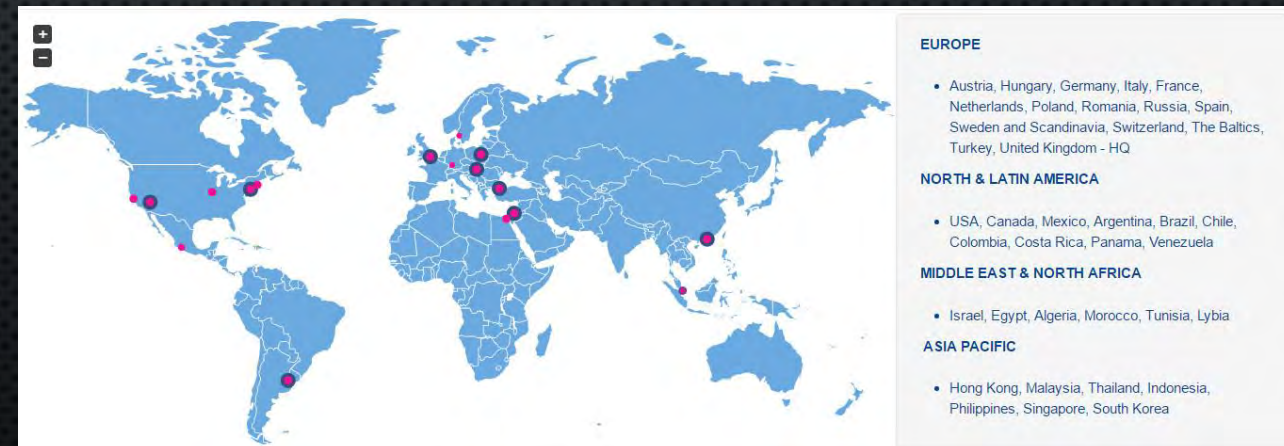 +
−
EUROPE
• Austria, Hungary, Germany, Italy, France,
Netherlands, Poland, Romania, Russia, Spain,
Sweden and Scandinavia, Switzerland, The Baltics,
Turkey, United Kingdom - HQ
NORTH & LATIN AMERICA
• USA, Canada, Mexico, Argentina, Brazil, Chile,
Colombia, Costa Rica, Panama, Venezuela
MIDDLE EAST & NORTH AFRICA
• Israel, Egypt, Algeria, Morocco, Tunisia, Lybia
ASIA PACIFIC
• Hong Kong, Malaysia, Thailand, Indonesia,
Philippines, Singapore, South Korea